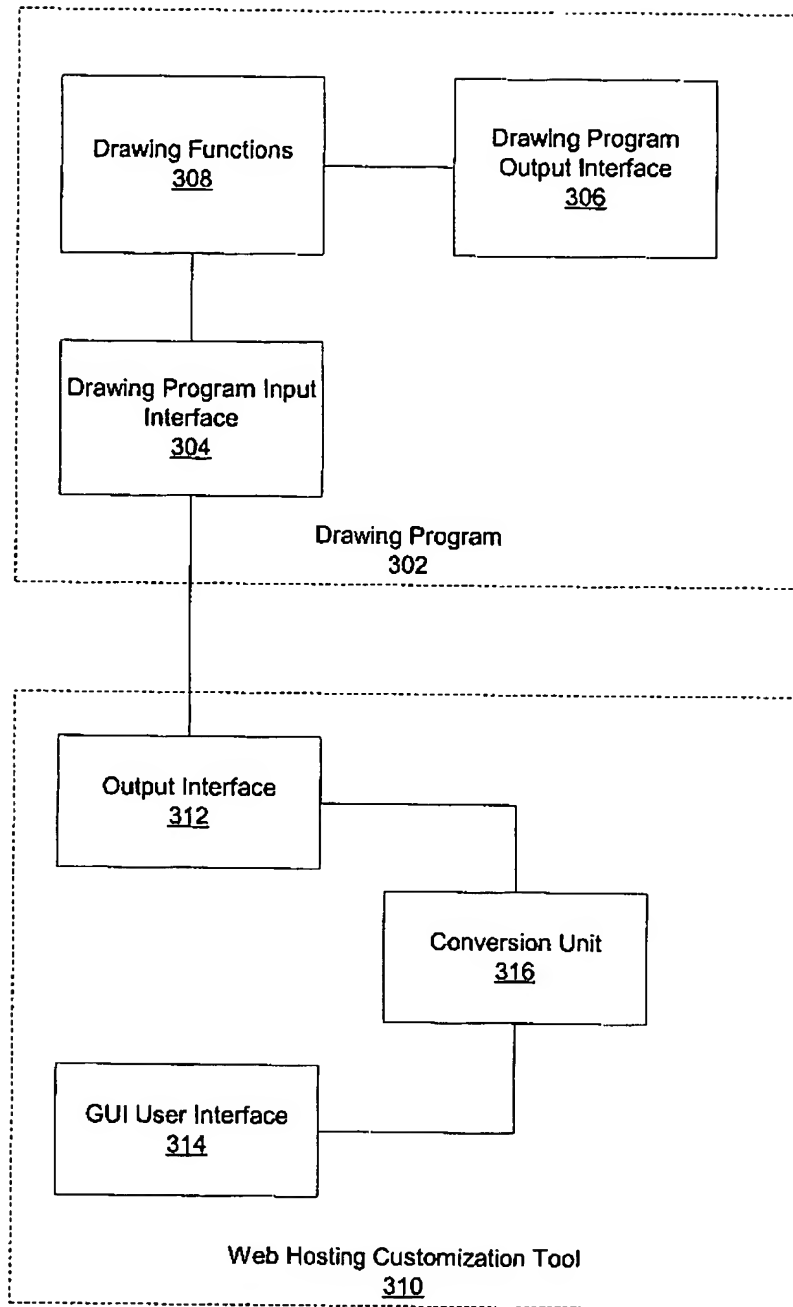 Drawing Functions
308
Drawing Program
Output Interface
306
Drawing Program Input
Interface
304
Drawing Program
302
Output Interface
312
Conversion Unit
316
GUI User Interface
314
Web Hosting Customization Tool
310